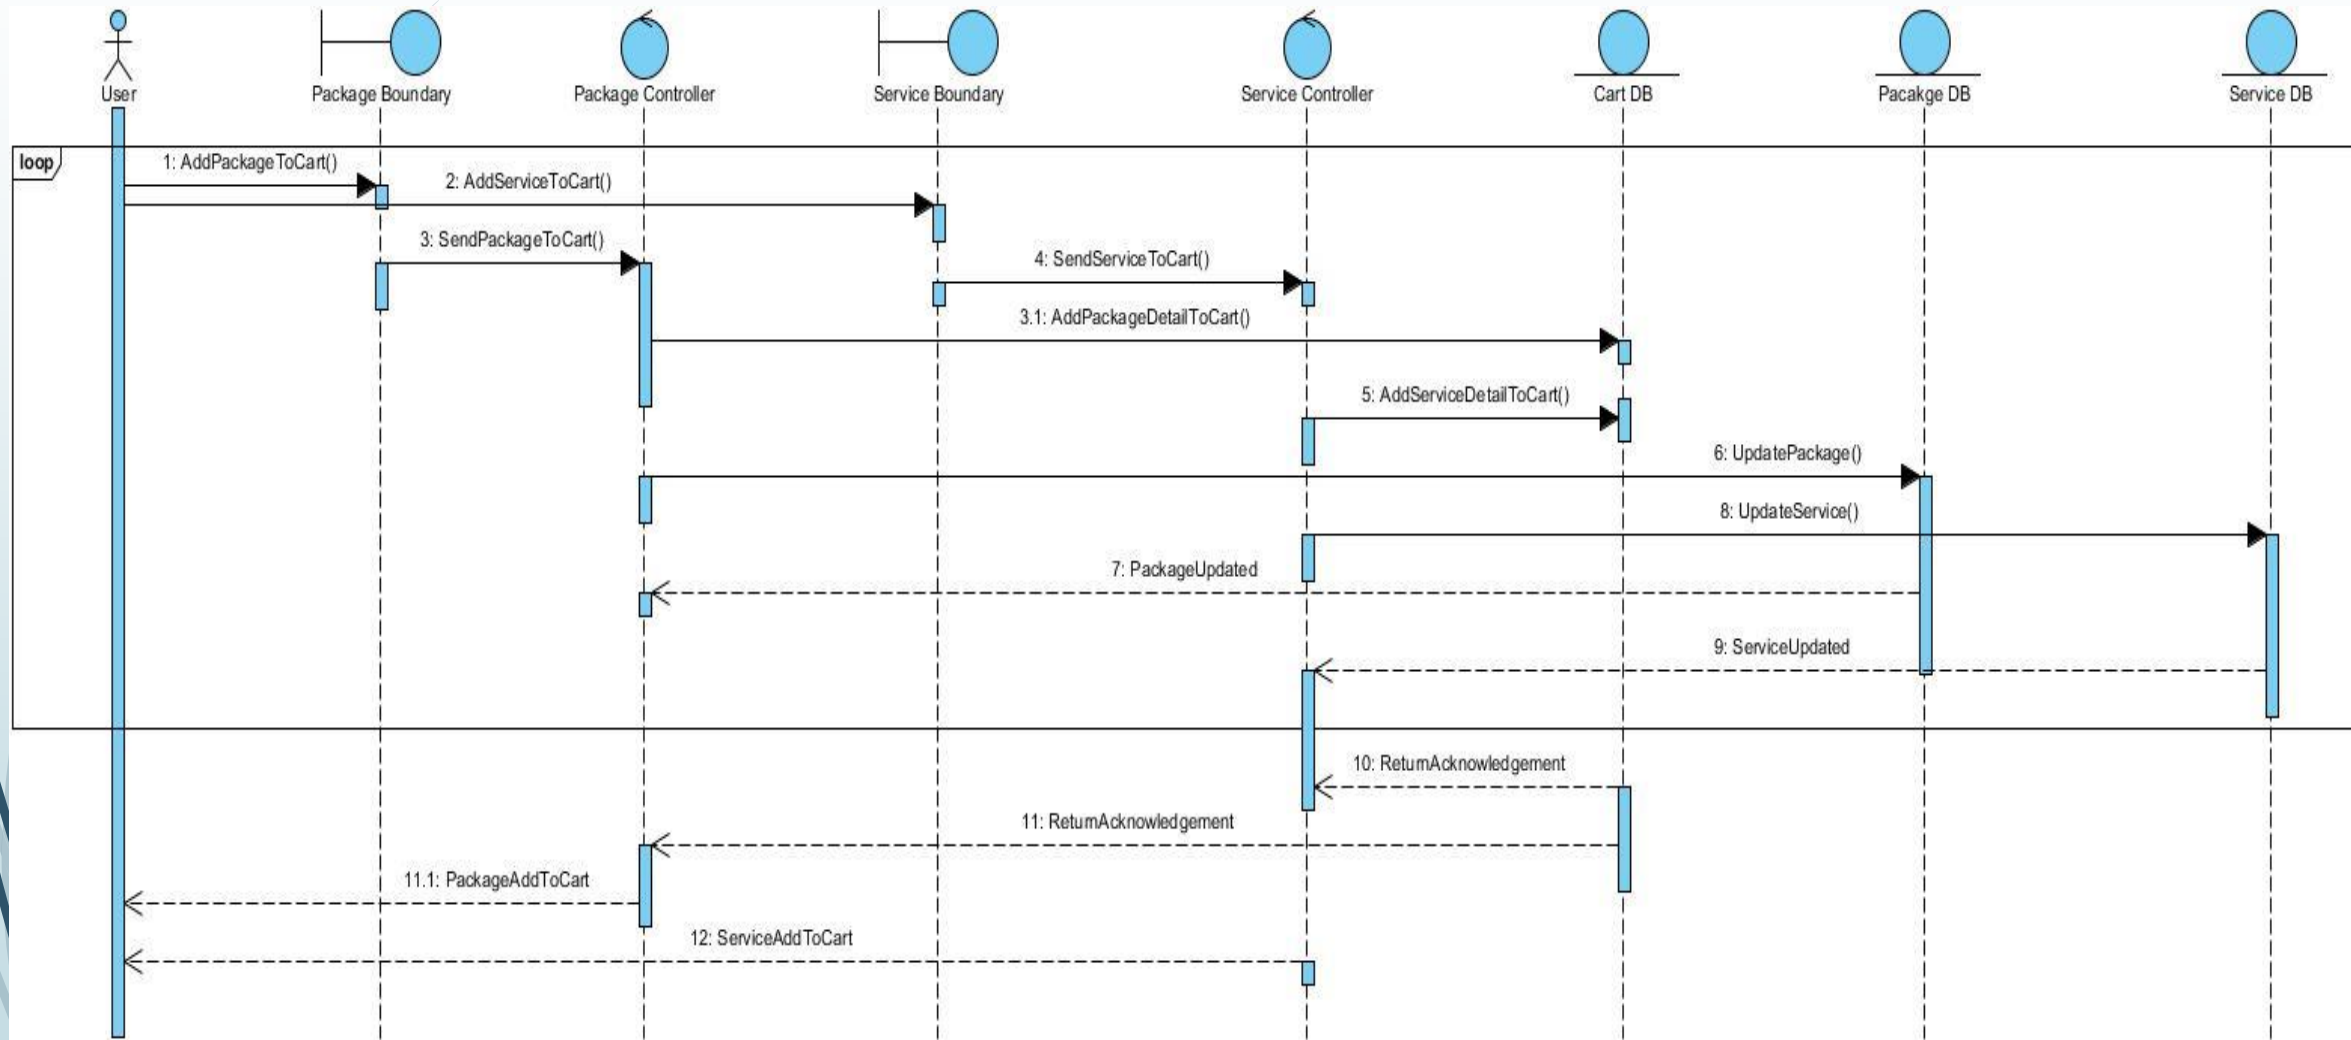 User
Package Boundary
Package Controller
Service Boundary
Service Controller
Cart DB
Pacakge DB
Service DB
loop
1: AddPackageToCart()
2: AddServiceToCart()
3: SendPackageToCart()
4: SendServiceToCart()
3.1: AddPackageDetailToCart()
5: AddServiceDetailToCart()
6: UpdatePackage()
8: UpdateService()
7: PackageUpdated
9: ServiceUpdated
10: ReturnAcknowledgement
11: ReturnAcknowledgement
11.1: PackageAddToCart
12: ServiceAddToCart